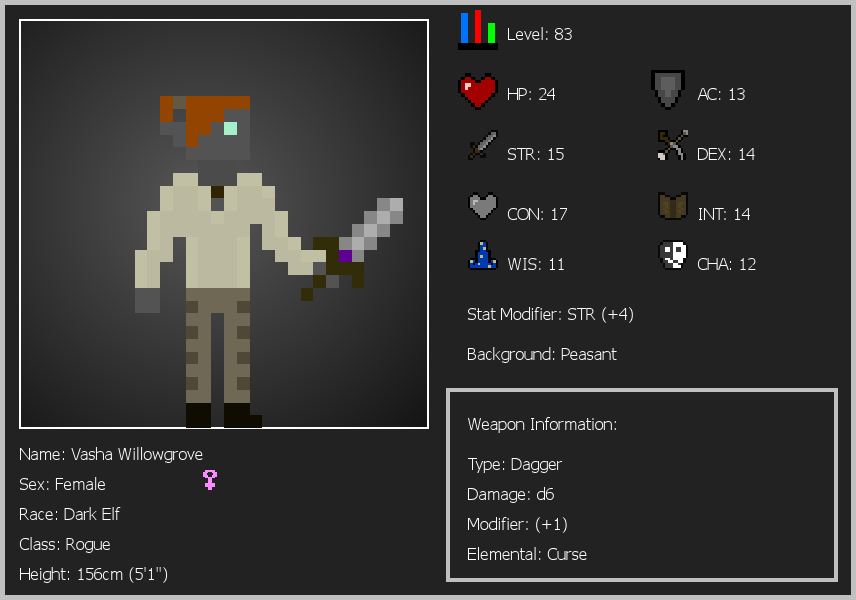 Level: 83
HP: 24
AC: 13
STR: 15
DEX: 14
CON: 17
INT: 14
WIS: 11
CHA: 12
Stat Modifier: STR (+4)
Background: Peasant
Weapon Information:
Type: Dagger
Damage: d6
Modifier: (+1)
Elemental: Curse
Name: Vasha Willowgrove
Sex: Female
Race: Dark Elf
Class: Rogue
Height: 156cm (5'1")